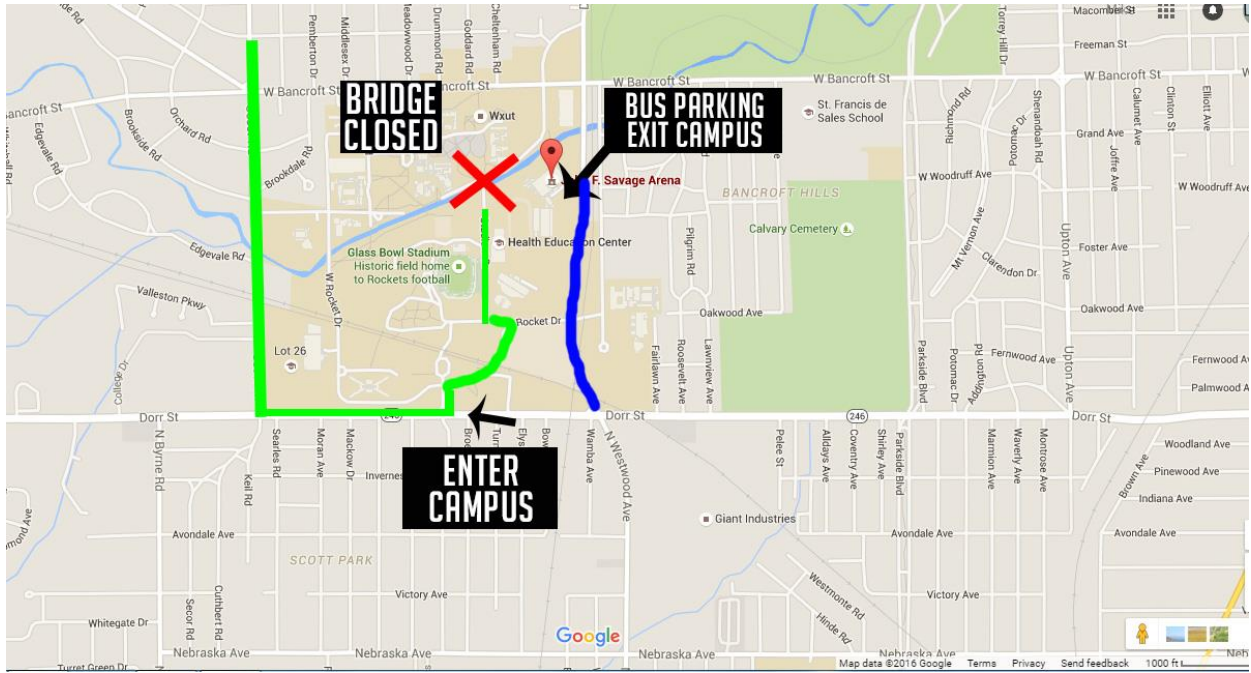 Macomber St
Freeman St
Torrey Hill Dr
Pemberton Dr
Middlesex Dr
Meadowwood Dr
Drummond Rd
Goddard Rd
Cheltenham Rd
W Bancroft St
W Bancroft St
W Bancroft St
Bancroft St
BRIDGE
CLOSED
Wxut
BUS PARKING
EXIT CAMPUS
St. Francis de
Sales School
Richmond Rd
Potomac Dr
Shenandoah Rd
Calumet Ave
Clinton St
Elliott Ave
Grand Ave
Joffre Ave
Edgevale Rd
Brookside Rd
Orchard Rd
Brookdale Rd
F. Savage Arena
BANCROFT HILLS
W Woodruff Ave
W Woodruff Ave
Calvary Cemetery
Pilgrim Rd
Mt Vernon Ave
Upton Ave
Foster Ave
Clarendon Dr
Edgevale Rd
Health Education Center
Glass Bowl Stadium
Historic field home
to Rockets football
W Rocket Dr
Rocket Dr
Valleston Pkwy
Oakwood Ave
Oakwood Ave
Lot 26
College Dr
Fairlawn Ave
Roosevelt Ave
Lawnview Ave
Parkside Blvd
Potomac Dr
Addington Rd
Fernwood Ave
Fernwood Ave
Upton Ave
Palmwood A
Dorr St
246
Dorr St
246
Dorr St
N Byrne Rd
Searles Rd
Keil Rd
Moran Ave
Mackow Dr
Inverness
ENTER
CAMPUS
Wamba Ave
N Westwood Ave
Pelee St
Alldays Ave
Coventry Ave
Shirley Ave
Parkside Blvd
Marmion Ave
Waverly Ave
Montrose Ave
Brown Ave
Woodland Ave
Pinewood Ave
Indiana Ave
Giant Industries
Avondale Ave
Avondale Ave
Avondale Ave
SCOTT PARK
Secor Rd
Cuthbert Rd
Victory Ave
Westmonte Rd
Hinde Rd
Victory Ave
Whitegate Dr
Nebraska Ave
Nebraska Ave
Nebraska Ave
Turret Green Dr
Google
Map data ©2016 Google Terms Privacy Send feedback 1000 ft